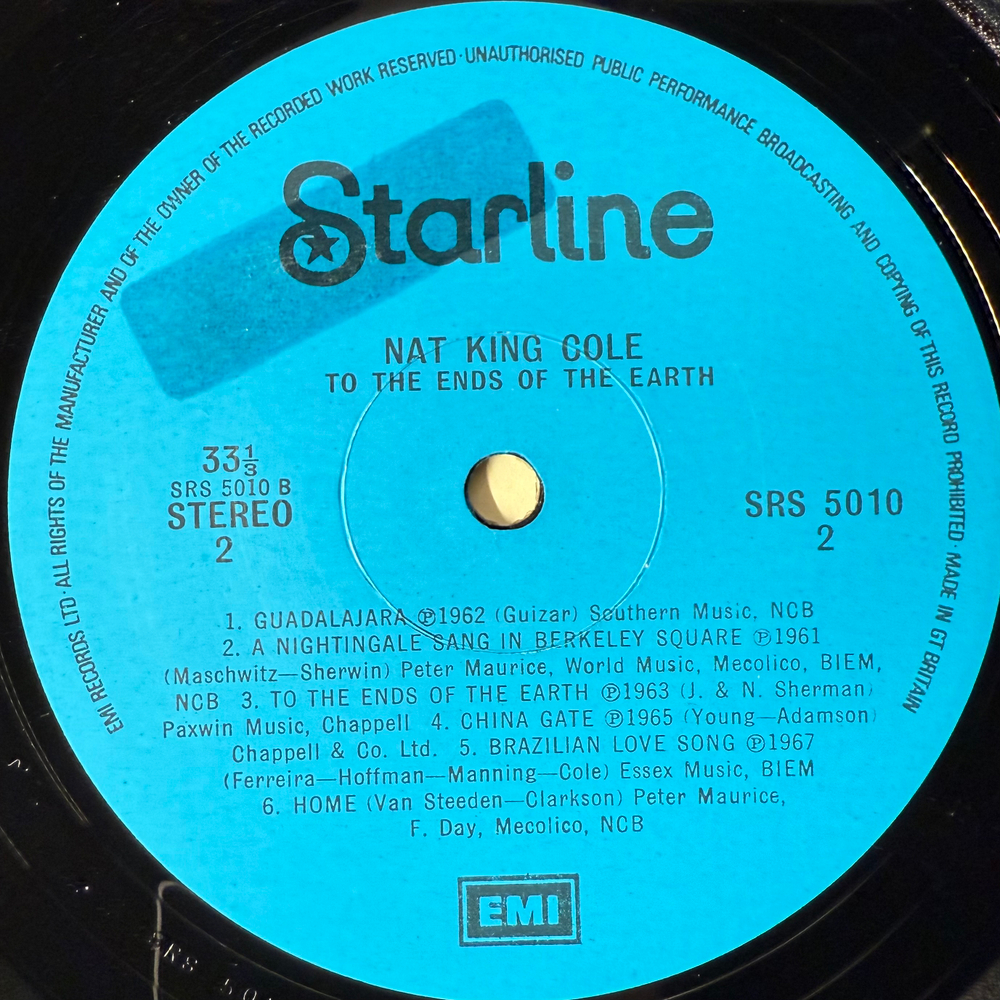 EMI RECORDS LTD·ALL RIGHTS OF THE MANUFACTURER AND OF THE OWNER OF THE RECORDED WORK RESERVED·UNAUTHORISED PUBLIC PERFORMANCE BROADCASTING AND COPYING OF THIS RECORD PROHIBITED· MADE IN GT BRITAIN
Starline
NAT KING COLE
TO THE ENDS OF THE EARTH
33⅓
SRS 5010 B
STEREO
2
SRS 5010
2
1. GUADALAJARA ℗1962 (Guizar) Southern Music, NCB
2. A NIGHTINGALE SANG IN BERKELEY SQUARE ℗1961
(Maschwitz—Sherwin) Peter Maurice, World Music, Mecolico, BIEM,
NCB 3. TO THE ENDS OF THE EARTH ℗1963 (J. & N. Sherman)
Paxwin Music, Chappell 4. CHINA GATE ℗1965 (Young—Adamson)
Chappell & Co. Ltd. 5. BRAZILIAN LOVE SONG ℗1967
(Ferreira—Hoffman—Manning—Cole) Essex Music, BIEM
6. HOME (Van Steeden—Clarkson) Peter Maurice,
F. Day, Mecolico, NCB
EMI